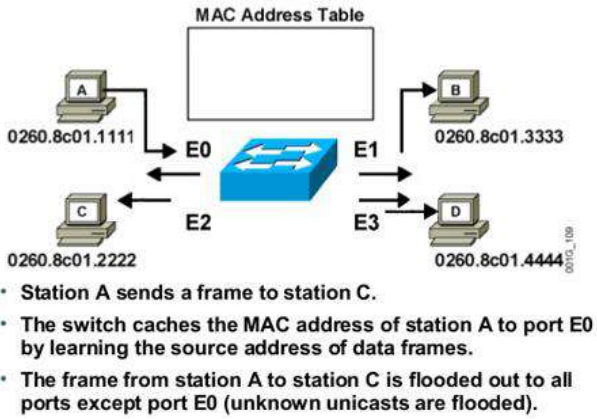 MAC Address Table
A
B
0260.8c01.1111
E0
E1
0260.8c01.3333
C
E2
E3
D
0260.8c01.2222
0260.8c01.4444
001G_109
• Station A sends a frame to station C.
• The switch caches the MAC address of station A to port E0
by learning the source address of data frames.
• The frame from station A to station C is flooded out to all
ports except port E0 (unknown unicasts are flooded).